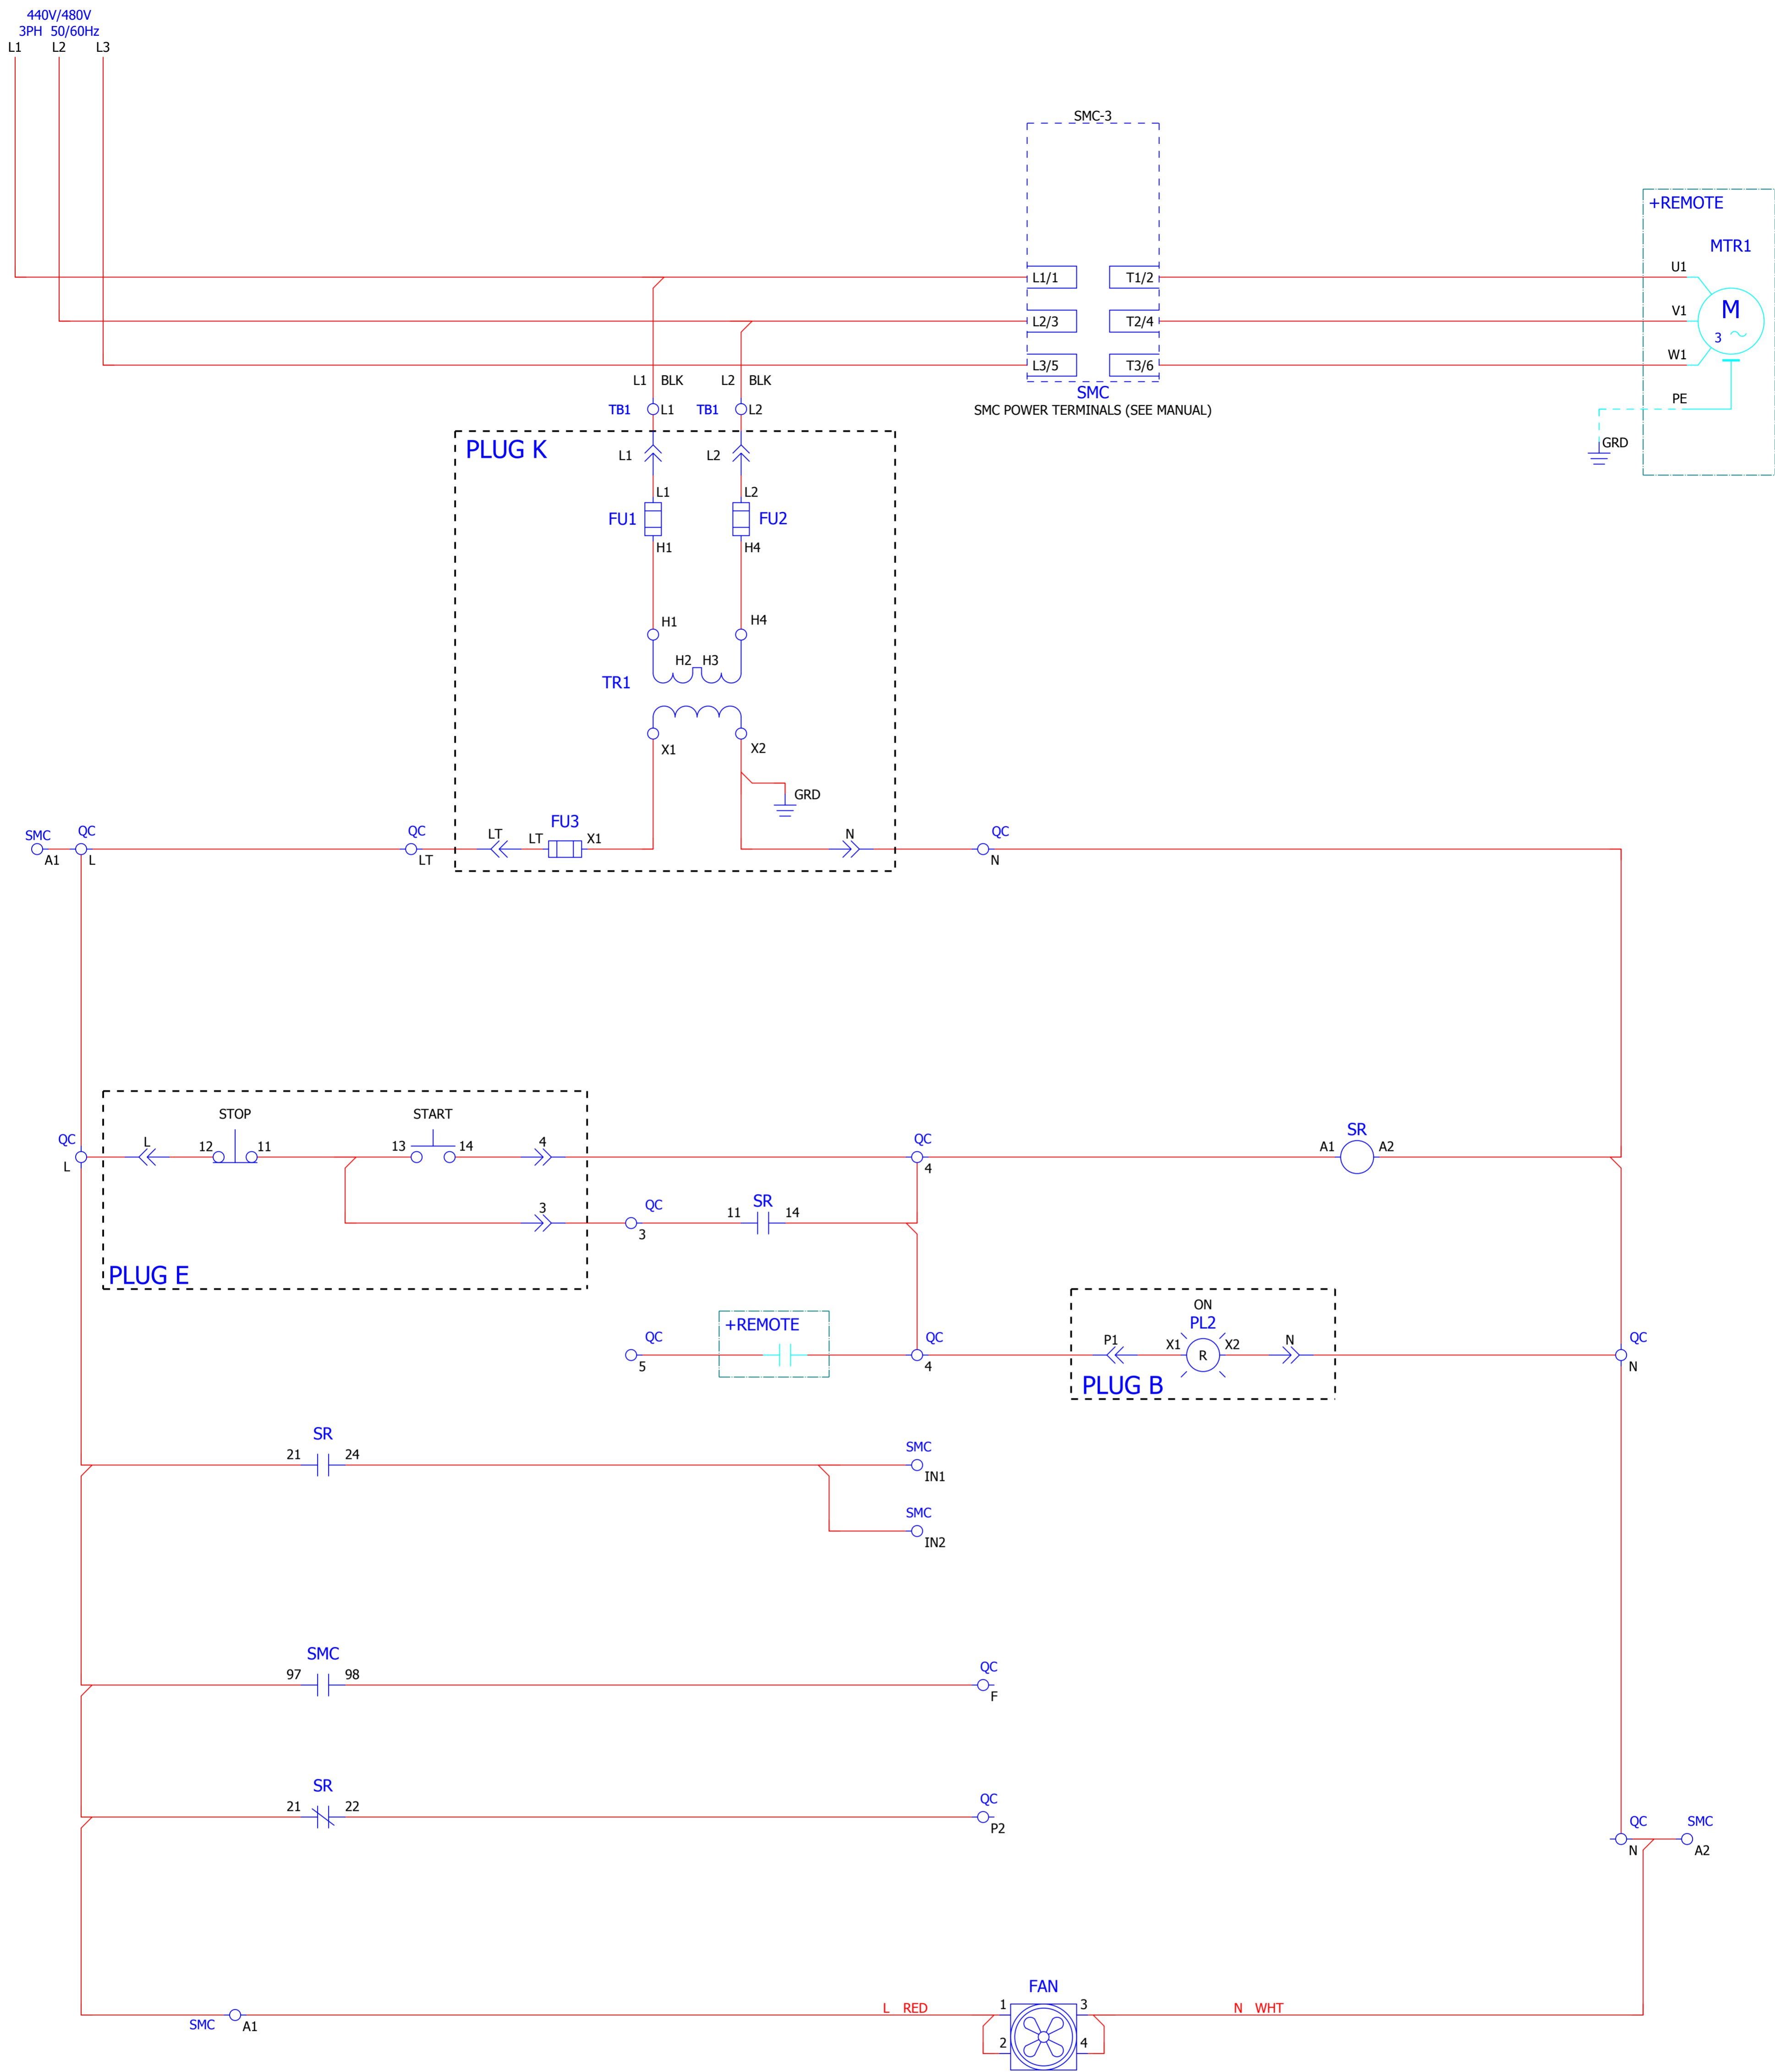 440V/480V
3PH 50/60Hz
L1 L2 L3
SMC-3
+REMOTE
MTR1
L1/1 T1/2 U1
L2/3 T2/4 V1
M
3
L3/5 T3/6 W1
L1 BLK L2 BLK
SMC
PE
TB1 L1 TB1 L2
SMC POWER TERMINALS (SEE MANUAL)
GRD
PLUG K
L1 L2
L1 L2
FU1 FU2
H1 H4
H1 H4
H2 H3
TR1
X1 X2
GRD
FU3
SMC QC QC LT LT X1 N QC
A1 L LT N
STOP START
QC L 12 11 13 14 4 QC SR
L 4 A1 A2
3 QC 11 SR 14
3
PLUG E
ON
+REMOTE PL2
QC QC P1 X1 R X2 N QC
5 4 N
PLUG B
SR SMC
21 24
IN1
SMC
IN2
SMC
97 98 QC
F
SR
21 22 QC
P2
QC SMC
N A2
FAN
L RED 1 3 N WHT
SMC A1
2 4